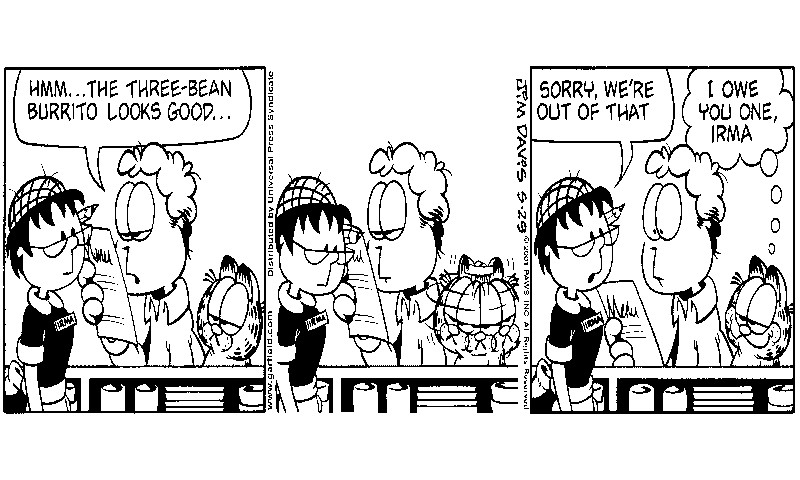 HMM...THE THREE-BEAN
BURRITO LOOKS GOOD...
IRMA
www.garfield.com
Distributed by Universal Press Syndicate
IRMA
JIM DAVIS 5-29
© 2003 PAWS INC. All Rights Reserved
SORRY, WE'RE
OUT OF THAT
I OWE
YOU ONE,
IRMA
IRMA